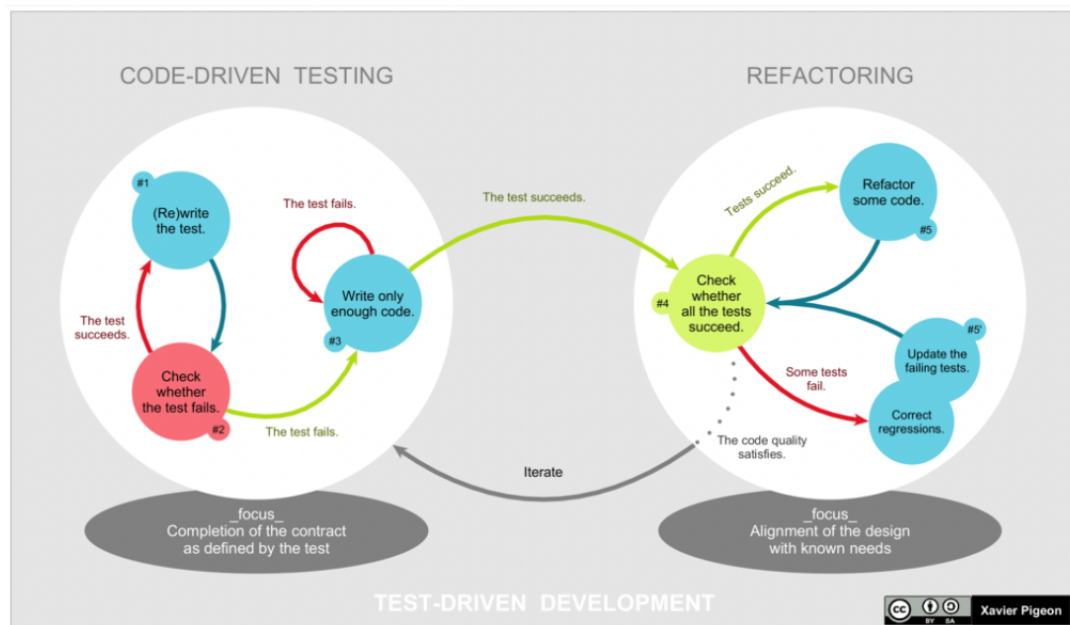 CODE-DRIVEN TESTING
REFACTORING
#1
(Re)write
the test.
The test
succeeds.
Check
whether
the test fails.
#2
The test fails.
The test fails.
Write only
enough code.
#3
The test succeeds.
Tests succeed.
Refactor
some code.
#5
#4
Check
whether
all the tests
succeed.
#5'
Update the
failing tests.
Some tests
fail.
Correct
regressions.
The code quality
satisfies.
Iterate
_focus_
Completion of the contract
as defined by the test
_focus_
Alignment of the design
with known needs
TEST-DRIVEN DEVELOPMENT
cc
BY SA
Xavier Pigeon